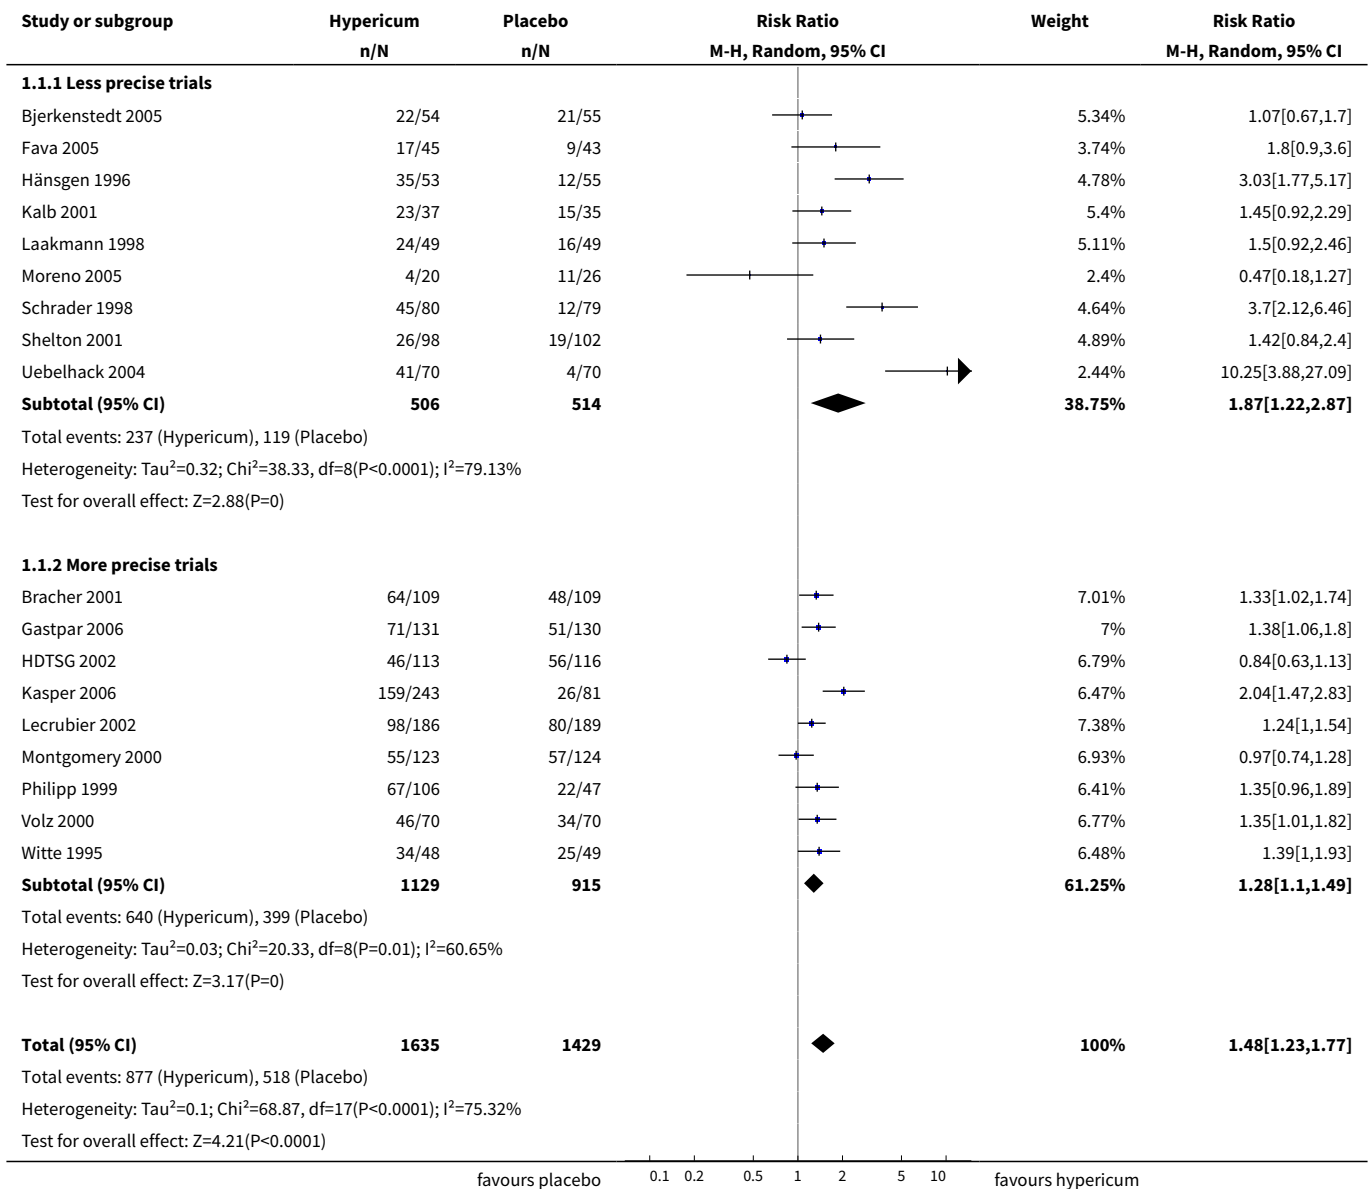 Study or subgroup Hypericum Placebo Risk Ratio Weight Risk Ratio
n/N n/N M-H, Random, 95% CI M-H, Random, 95% CI
1.1.1 Less precise trials
Bjerkenstedt 2005 22/54 21/55 5.34% 1.07[0.67,1.7]
Fava 2005 17/45 9/43 3.74% 1.8[0.9,3.6]
Hänsgen 1996 35/53 12/55 4.78% 3.03[1.77,5.17]
Kalb 2001 23/37 15/35 5.4% 1.45[0.92,2.29]
Laakmann 1998 24/49 16/49 5.11% 1.5[0.92,2.46]
Moreno 2005 4/20 11/26 2.4% 0.47[0.18,1.27]
Schrader 1998 45/80 12/79 4.64% 3.7[2.12,6.46]
Shelton 2001 26/98 19/102 4.89% 1.42[0.84,2.4]
Uebelhack 2004 41/70 4/70 2.44% 10.25[3.88,27.09]
Subtotal (95% CI) 506 514 38.75% 1.87[1.22,2.87]
Total events: 237 (Hypericum), 119 (Placebo)
Heterogeneity: Tau²=0.32; Chi²=38.33, df=8(P<0.0001); I²=79.13%
Test for overall effect: Z=2.88(P=0)
1.1.2 More precise trials
Bracher 2001 64/109 48/109 7.01% 1.33[1.02,1.74]
Gastpar 2006 71/131 51/130 7% 1.38[1.06,1.8]
HDTSG 2002 46/113 56/116 6.79% 0.84[0.63,1.13]
Kasper 2006 159/243 26/81 6.47% 2.04[1.47,2.83]
Lecrubier 2002 98/186 80/189 7.38% 1.24[1,1.54]
Montgomery 2000 55/123 57/124 6.93% 0.97[0.74,1.28]
Philipp 1999 67/106 22/47 6.41% 1.35[0.96,1.89]
Volz 2000 46/70 34/70 6.77% 1.35[1.01,1.82]
Witte 1995 34/48 25/49 6.48% 1.39[1,1.93]
Subtotal (95% CI) 1129 915 61.25% 1.28[1.1,1.49]
Total events: 640 (Hypericum), 399 (Placebo)
Heterogeneity: Tau²=0.03; Chi²=20.33, df=8(P=0.01); I²=60.65%
Test for overall effect: Z=3.17(P=0)
Total (95% CI) 1635 1429 100% 1.48[1.23,1.77]
Total events: 877 (Hypericum), 518 (Placebo)
Heterogeneity: Tau²=0.1; Chi²=68.87, df=17(P<0.0001); I²=75.32%
Test for overall effect: Z=4.21(P<0.0001)
favours placebo 0.1 0.2 0.5 1 2 5 10 favours hypericum